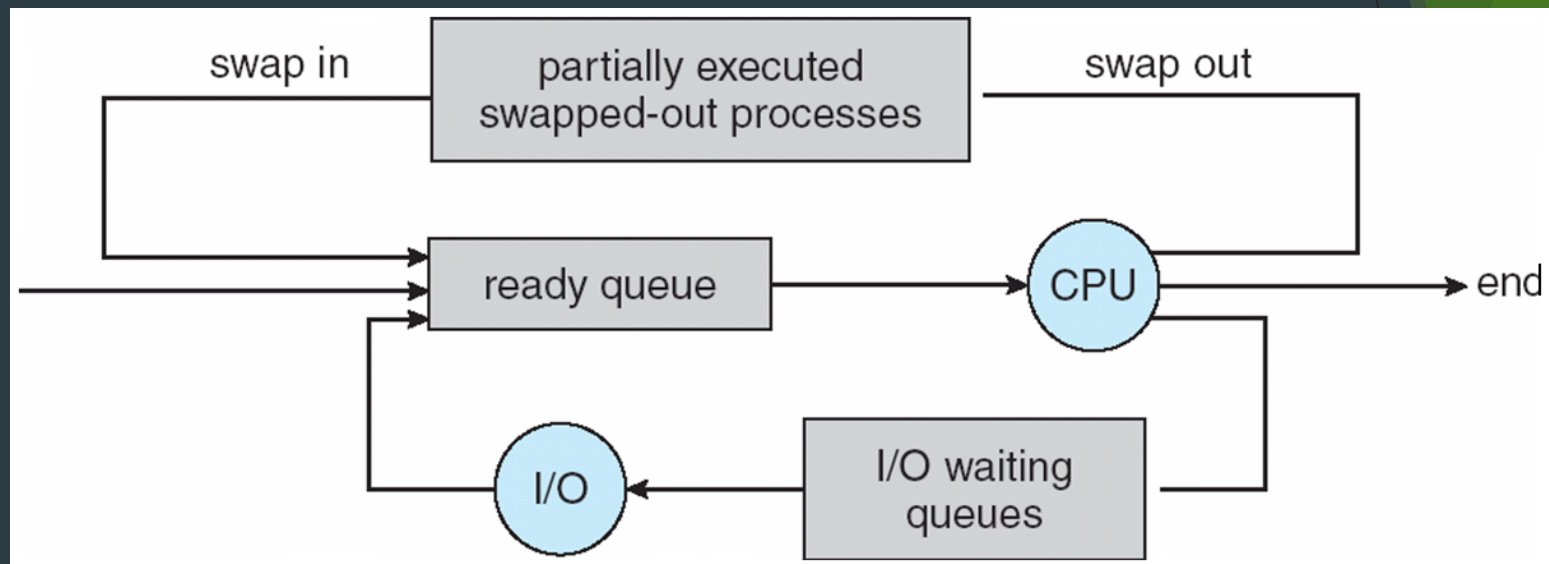 swap in
partially executed
swapped-out processes
swap out
ready queue
CPU
end
I/O
I/O waiting
queues